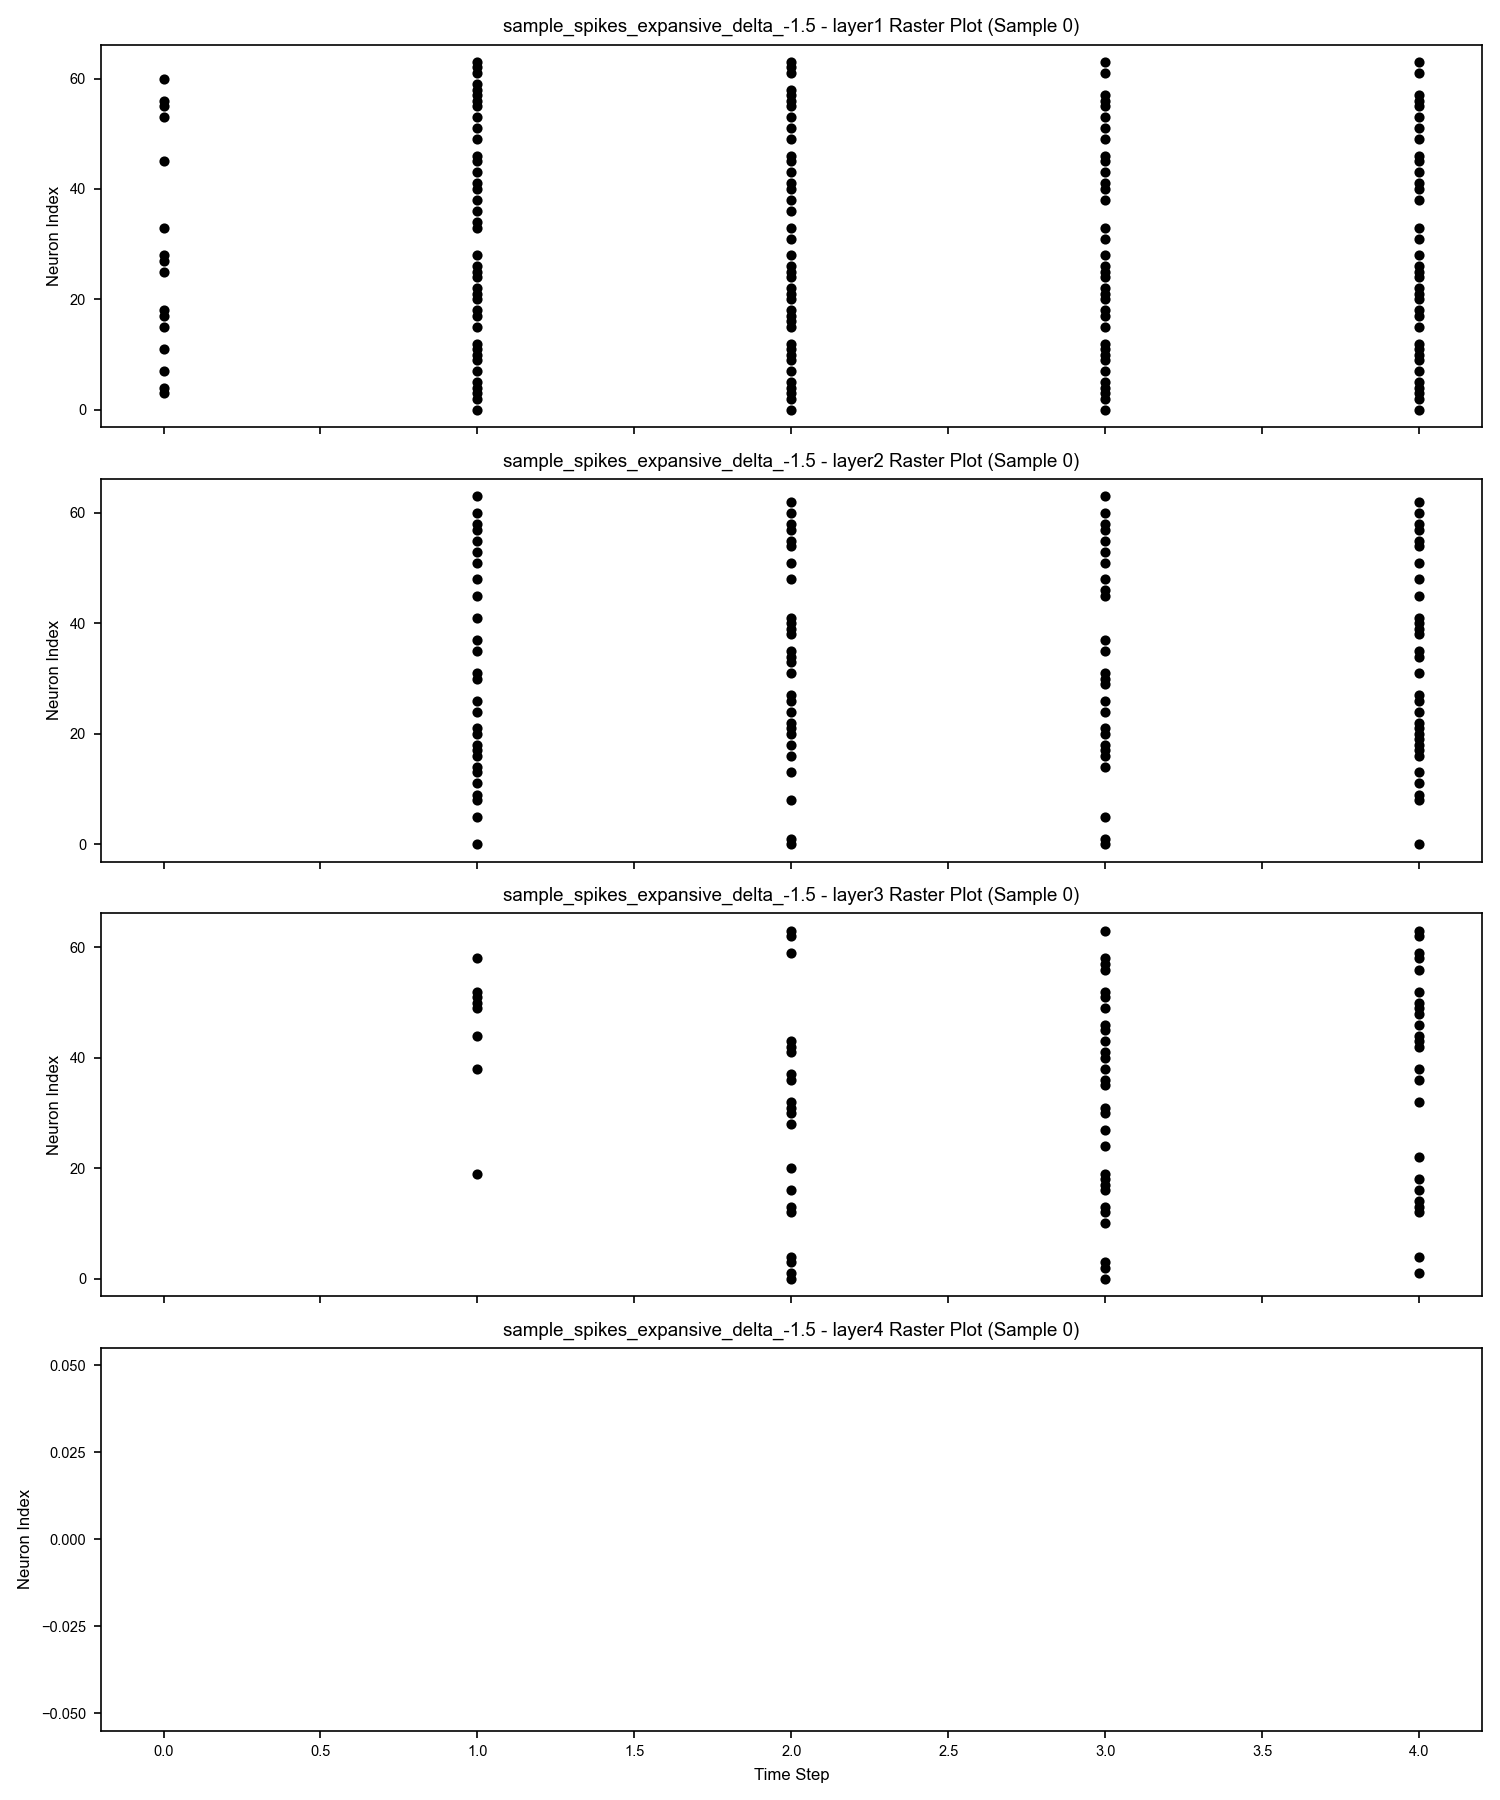 sample_spikes_expansive_delta_-1.5 - layer1 Raster Plot (Sample 0)
60
40
20
0
Neuron Index
sample_spikes_expansive_delta_-1.5 - layer2 Raster Plot (Sample 0)
60
40
20
0
Neuron Index
sample_spikes_expansive_delta_-1.5 - layer3 Raster Plot (Sample 0)
60
40
20
0
Neuron Index
sample_spikes_expansive_delta_-1.5 - layer4 Raster Plot (Sample 0)
0.050
0.025
0.000
−0.025
−0.050
Neuron Index
0.0 0.5 1.0 1.5 2.0 2.5 3.0 3.5 4.0
Time Step